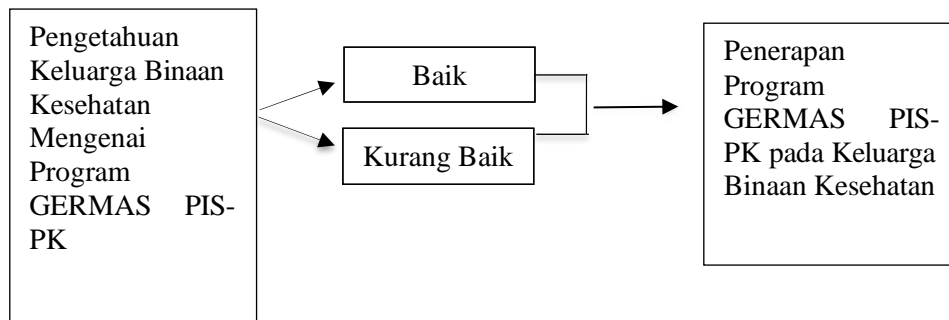 Pengetahuan
Keluarga Binaan
Kesehatan
Mengenai
Program
GERMAS PIS-
PK
Baik
Kurang Baik
Penerapan
Program
GERMAS PIS-
PK pada Keluarga
Binaan Kesehatan